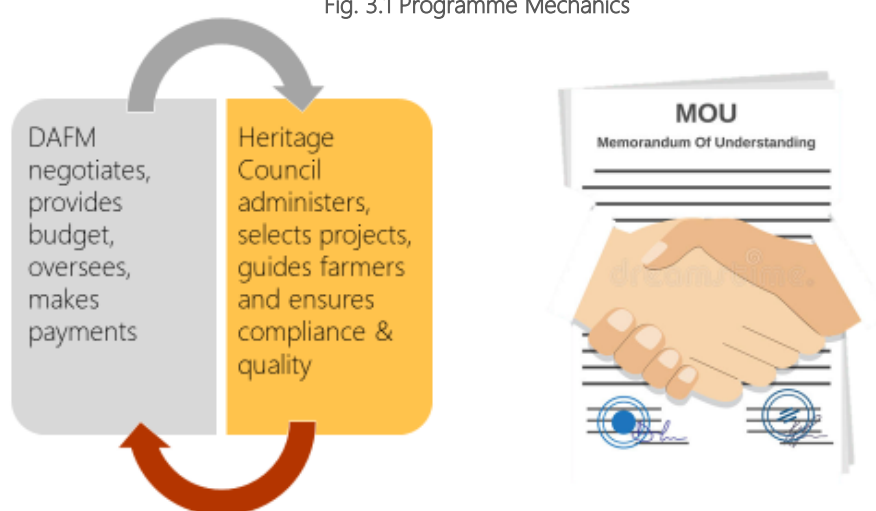 Fig. 3.1 Programme Mechanics
DAFM
negotiates,
provides
budget,
oversees,
makes
payments
Heritage
Council
administers,
selects projects,
guides farmers
and ensures
compliance &
quality
MOU
Memorandum Of Understanding
dreamstime.